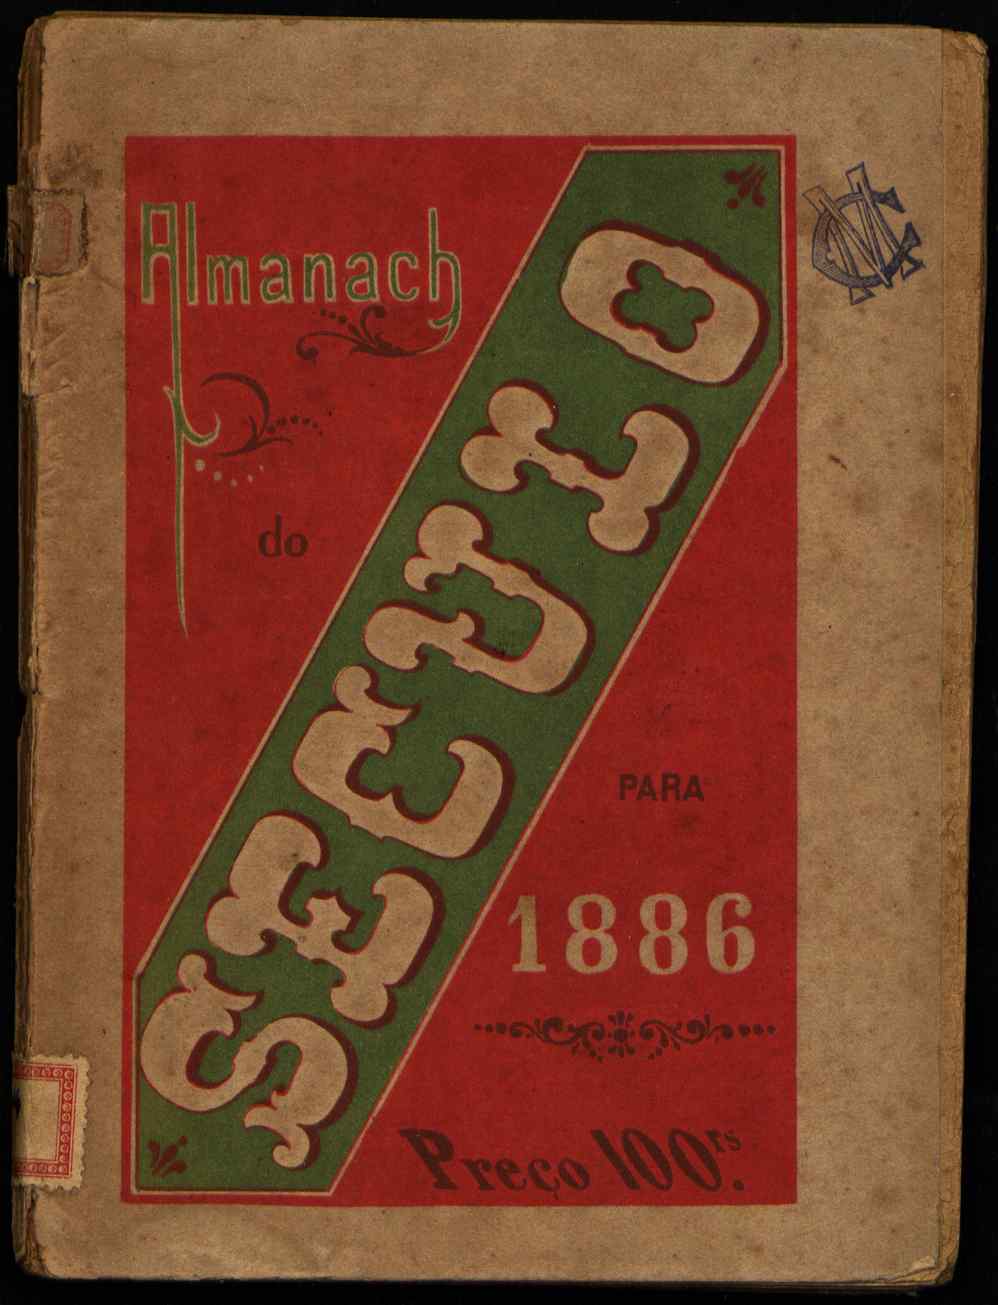 Almanach
do
SECULO
PARA
1886
Preço 100rs.